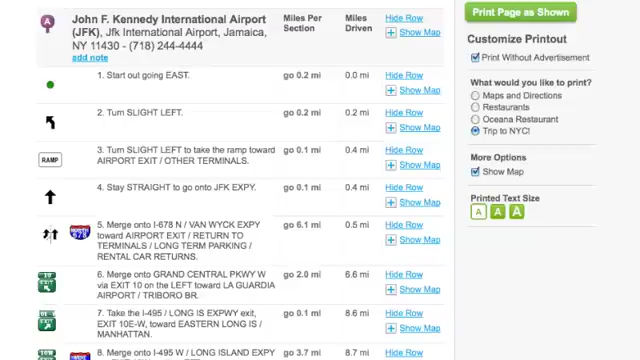 A
John F. Kennedy International Airport
(JFK), Jfk International Airport, Jamaica,
NY 11430 - (718) 244-4444
add note
Miles Per
Section
Miles
Driven
Hide Row
Show Map
1. Start out going EAST.
go 0.2 mi
0.0 mi
Hide Row
Show Map
2. Turn SLIGHT LEFT.
go 0.2 mi
0.2 mi
Hide Row
Show Map
RAMP
3. Turn SLIGHT LEFT to take the ramp toward
AIRPORT EXIT / OTHER TERMINALS.
go 0.1 mi
0.4 mi
Hide Row
Show Map
4. Stay STRAIGHT to go onto JFK EXPY.
go 0.1 mi
0.4 mi
Hide Row
Show Map
NORTH
678
5. Merge onto I-678 N / VAN WYCK EXPY
toward AIRPORT EXIT / RETURN TO
TERMINALS / LONG TERM PARKING /
RENTAL CAR RETURNS.
go 6.1 mi
0.5 mi
Hide Row
Show Map
10
EXIT
6. Merge onto GRAND CENTRAL PKWY W
via EXIT 10 on the LEFT toward LA GUARDIA
AIRPORT / TRIBORO BR.
go 2.0 mi
6.6 mi
Hide Row
Show Map
EXIT
7. Take the I-495 / LONG IS EXPWY exit,
EXIT 10E-W, toward EASTERN LONG IS /
MANHATTAN.
go 0.1 mi
8.6 mi
Hide Row
Show Map
8. Merge onto I-495 W / LONG ISLAND EXPY
go 3.7 mi
8.7 mi
Hide Row
Print Page as Shown
Customize Printout
Print Without Advertisement
What would you like to print?
Maps and Directions
Restaurants
Oceana Restaurant
Trip to NYC!
More Options
Show Map
Printed Text Size
A A A